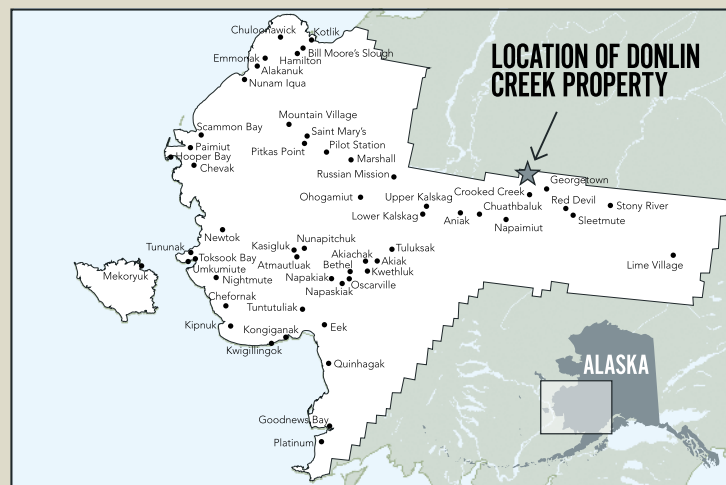 Chuloonawick
Kotlik
Bill Moore's Slough
Hamilton
Emmonak
Alakanuk
Nunam Iqua
LOCATION OF DONLIN
CREEK PROPERTY
Mountain Village
Scammon Bay
Saint Mary's
Paimiut
Pitkas Point
Pilot Station
Hooper Bay
Marshall
Chevak
Russian Mission
Georgetown
Crooked Creek
Ohogamiut
Upper Kalskag
Chuathbaluk
Red Devil
Stony River
Lower Kalskag
Aniak
Sleetmute
Napaimiut
Newtok
Nunapitchuk
Tununak
Kasigluk
Tuluksak
Akiachak
Toksook Bay
Atmautluak
Bethel
Akiak
Lime Village
Umkumiute
Kwethluk
Mekoryuk
Nightmute
Napakiak
Oscarville
Napaskiak
Chefornak
Tuntutuliak
Kipnuk
Kongiganak
Eek
Kwigillingok
Quinhagak
ALASKA
Goodnews Bay
Platinum